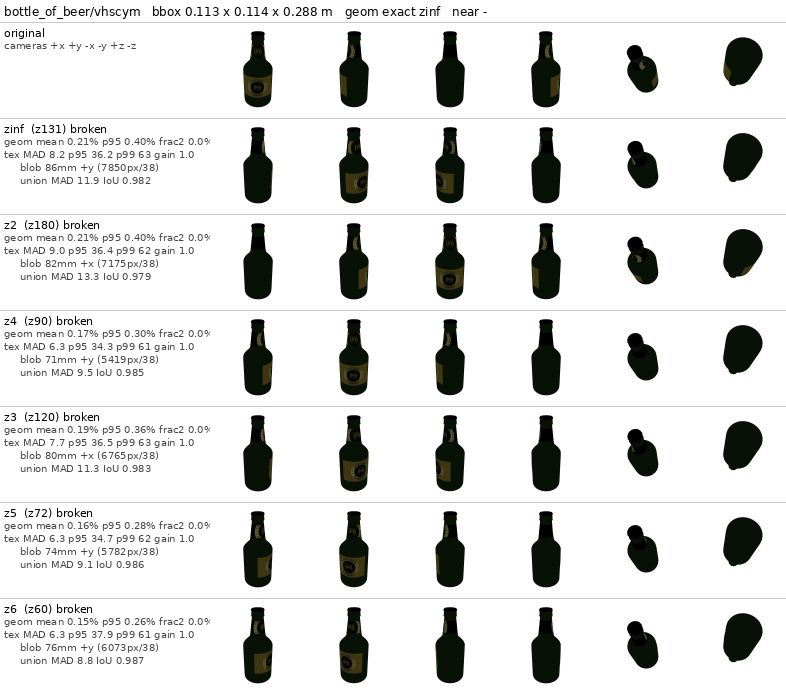 bottle_of_beer/vhscym bbox 0.113 x 0.114 x 0.288 m geom exact zinf near -
original
cameras +x +y -x -y +z -z
zinf (z131) broken
geom mean 0.21% p95 0.40% frac2 0.0%
tex MAD 8.2 p95 36.2 p99 63 gain 1.0
blob 86mm +y (7850px/38)
union MAD 11.9 IoU 0.982
z2 (z180) broken
geom mean 0.21% p95 0.40% frac2 0.0%
tex MAD 9.0 p95 36.4 p99 62 gain 1.0
blob 82mm +x (7175px/38)
union MAD 13.3 IoU 0.979
z4 (z90) broken
geom mean 0.17% p95 0.30% frac2 0.0%
tex MAD 6.3 p95 34.3 p99 61 gain 1.0
blob 71mm +y (5419px/38)
union MAD 9.5 IoU 0.985
z3 (z120) broken
geom mean 0.19% p95 0.36% frac2 0.0%
tex MAD 7.7 p95 36.5 p99 63 gain 1.0
blob 80mm +x (6765px/38)
union MAD 11.3 IoU 0.983
z5 (z72) broken
geom mean 0.16% p95 0.28% frac2 0.0%
tex MAD 6.3 p95 34.7 p99 62 gain 1.0
blob 74mm +y (5782px/38)
union MAD 9.1 IoU 0.986
z6 (z60) broken
geom mean 0.15% p95 0.26% frac2 0.0%
tex MAD 6.3 p95 37.9 p99 61 gain 1.0
blob 76mm +y (6073px/38)
union MAD 8.8 IoU 0.987